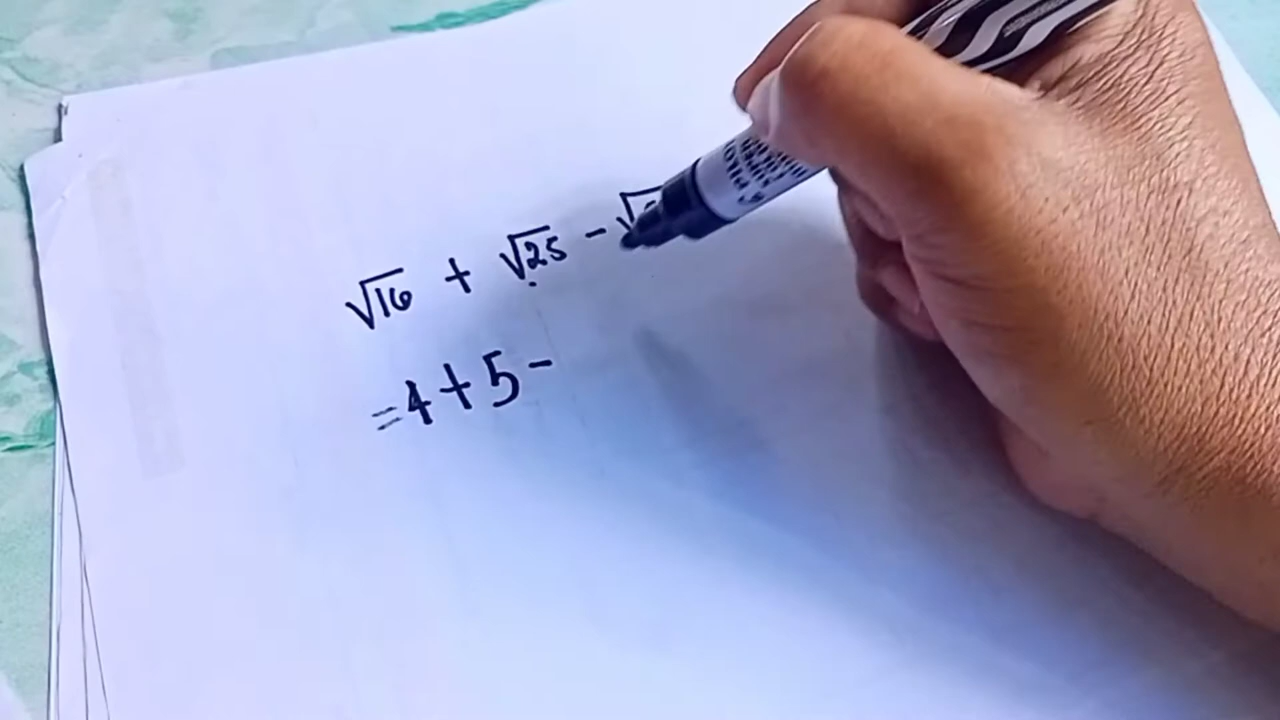 √16 + √25 - √
= 4 + 5 -